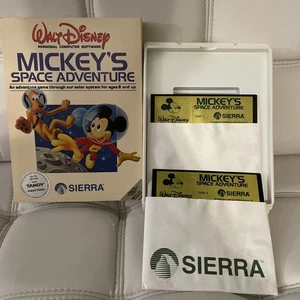 Walt Disney
PERSONAL COMPUTER SOFTWARE
MICKEY'S
SPACE ADVENTURE
An adventure game through our solar system for ages 8 and up
TANDY
SIERRA
MICKEY'S
SPACE ADVENTURE
Walt Disney
SIERRA
MICKEY'S
SPACE ADVENTURE
Walt Disney
SIERRA
SIERRA